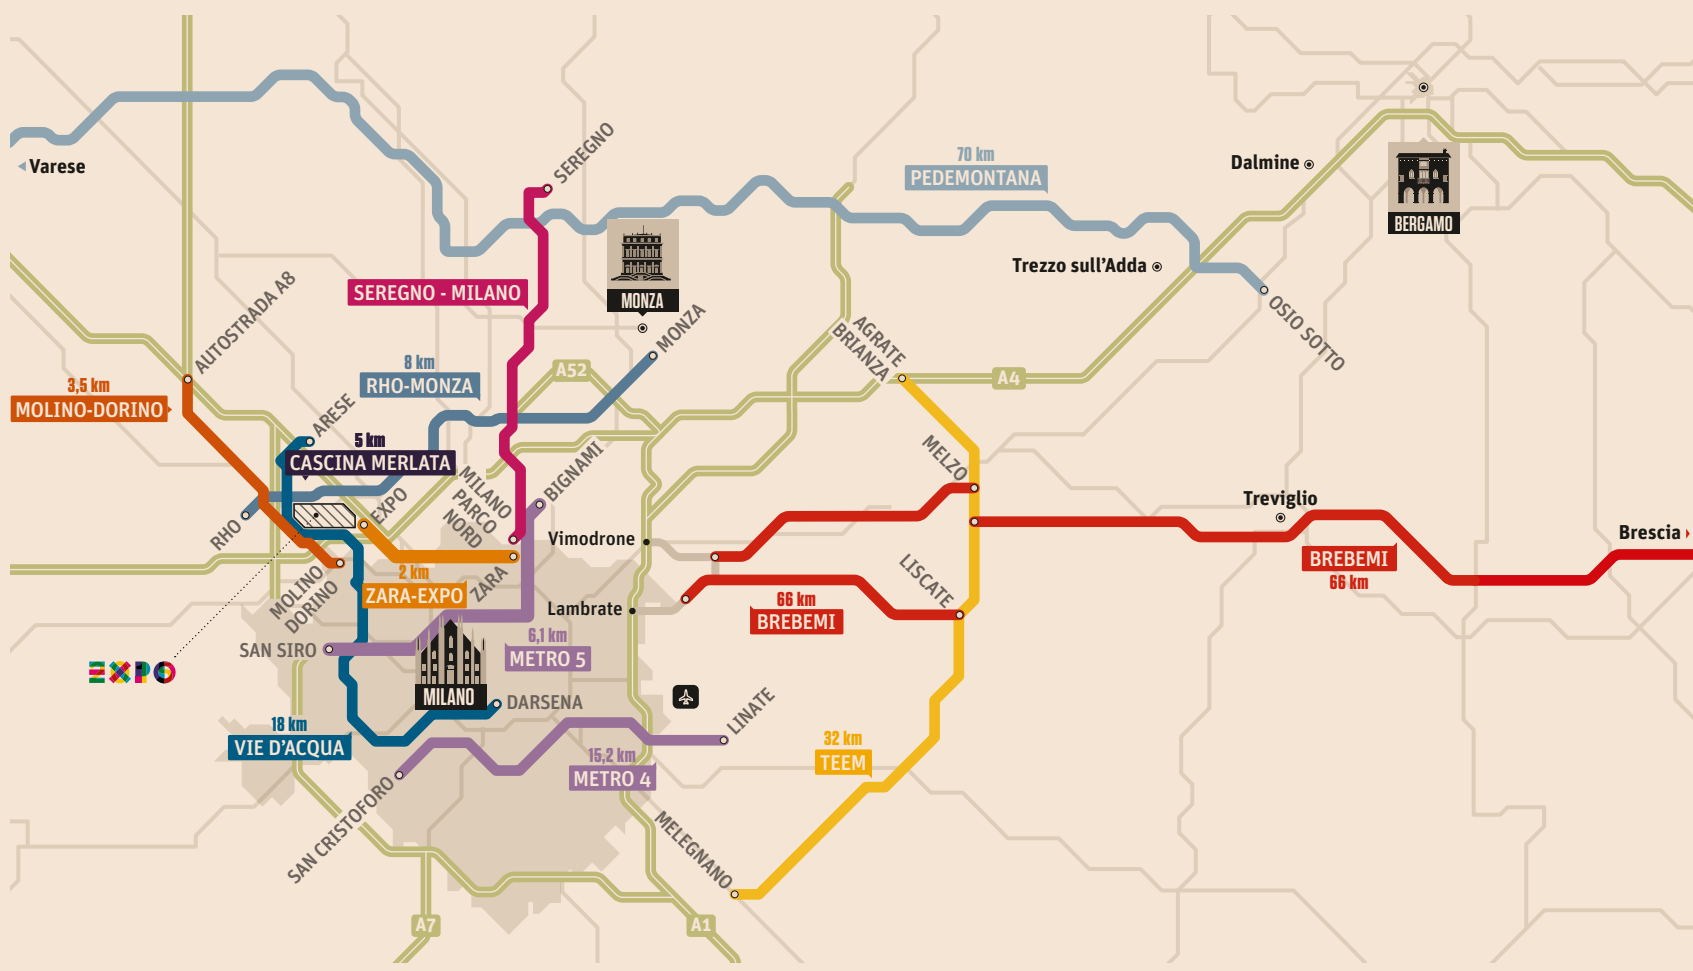 Varese
SEREGNO
70 km
PEDEMONTANA
Dalmine
BERGAMO
Trezzo sull'Adda
OSIO SOTTO
SEREGNO - MILANO
MONZA
MONZA
AUTOSTRADA A8
AGRATE
BRIANZA
A4
A52
8 km
RHO-MONZA
3,5 km
MOLINO-DORINO
ARESE
5 km
CASCINA MERLATA
MILANO
PARCO
NORD
BIGNAMI
MELZO
EXPO
RHO
Treviglio
Vimodrone
Brescia
BREBEMI
66 km
2 km
ZARA-EXPO
ZARA
MOLINO
DORINO
LISCATE
Lambrate
66 km
BREBEMI
SAN SIRO
6,1 km
METRO 5
EXPO
MILANO
DARSENA
LINATE
18 km
VIE D'ACQUA
15,2 km
METRO 4
32 km
TEEM
SAN CRISTOFORO
MELEGNANO
A7
A1